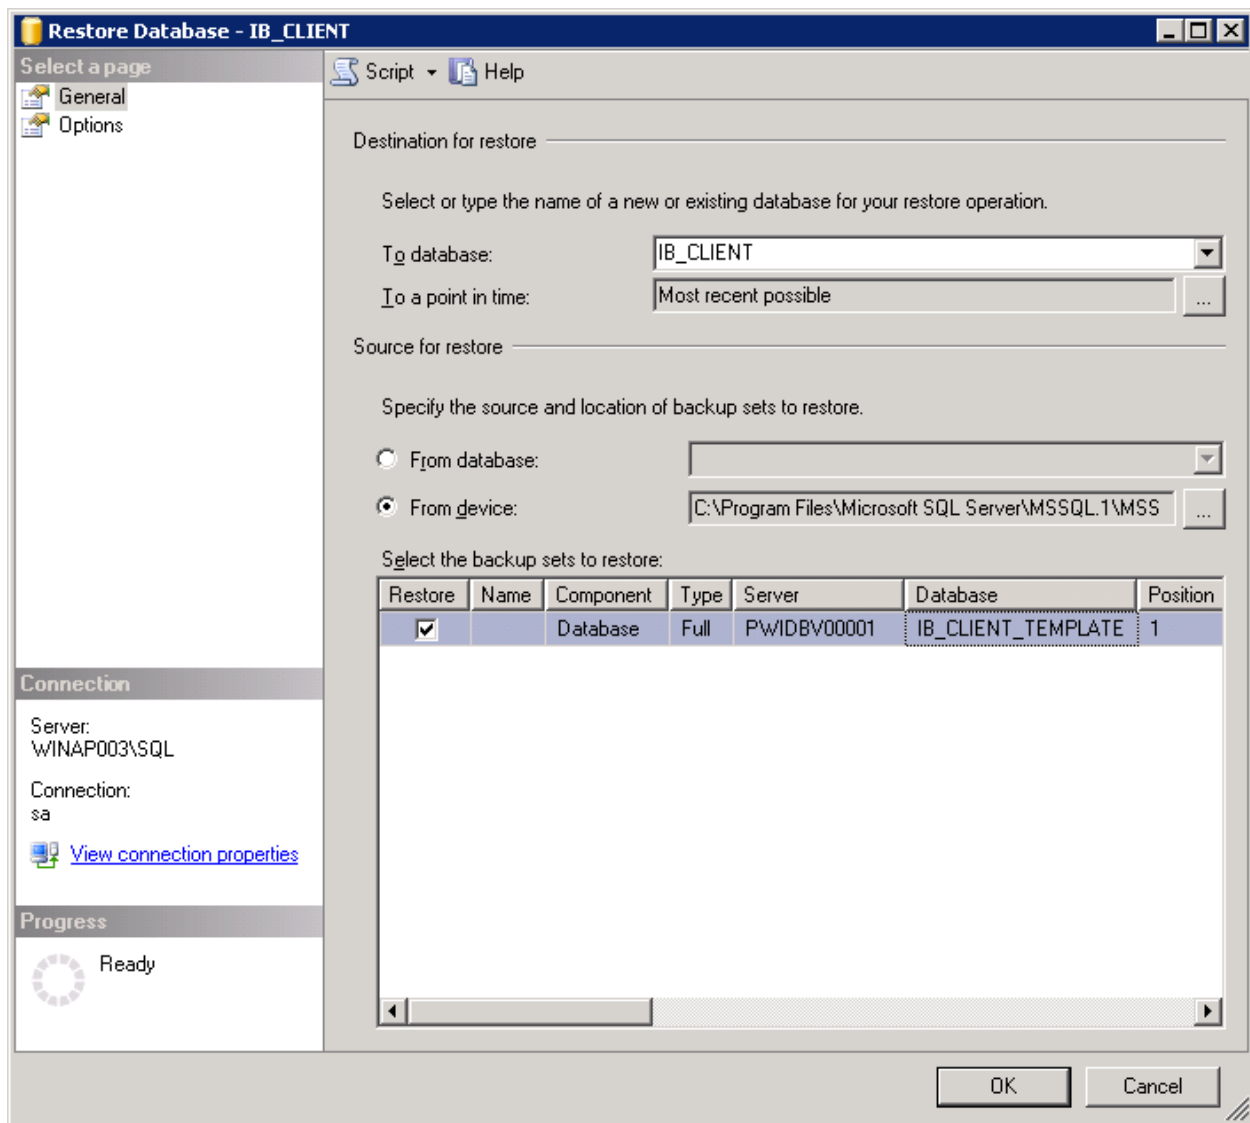 Restore Database - IB_CLIENT
Select a page
General
Options
Script
Help
Destination for restore
Select or type the name of a new or existing database for your restore operation.
To database:
IB_CLIENT
To a point in time:
Most recent possible
...
Source for restore
Specify the source and location of backup sets to restore.
From database:
From device:
C:\Program Files\Microsoft SQL Server\MSSQL.1\MSS
...
Select the backup sets to restore:
Restore Name Component Type Server Database Position
Database Full PWIDBV00001 IB_CLIENT_TEMPLATE 1
Connection
Server:
WINAP003\SQL
Connection:
sa
View connection properties
Progress
Ready
OK Cancel